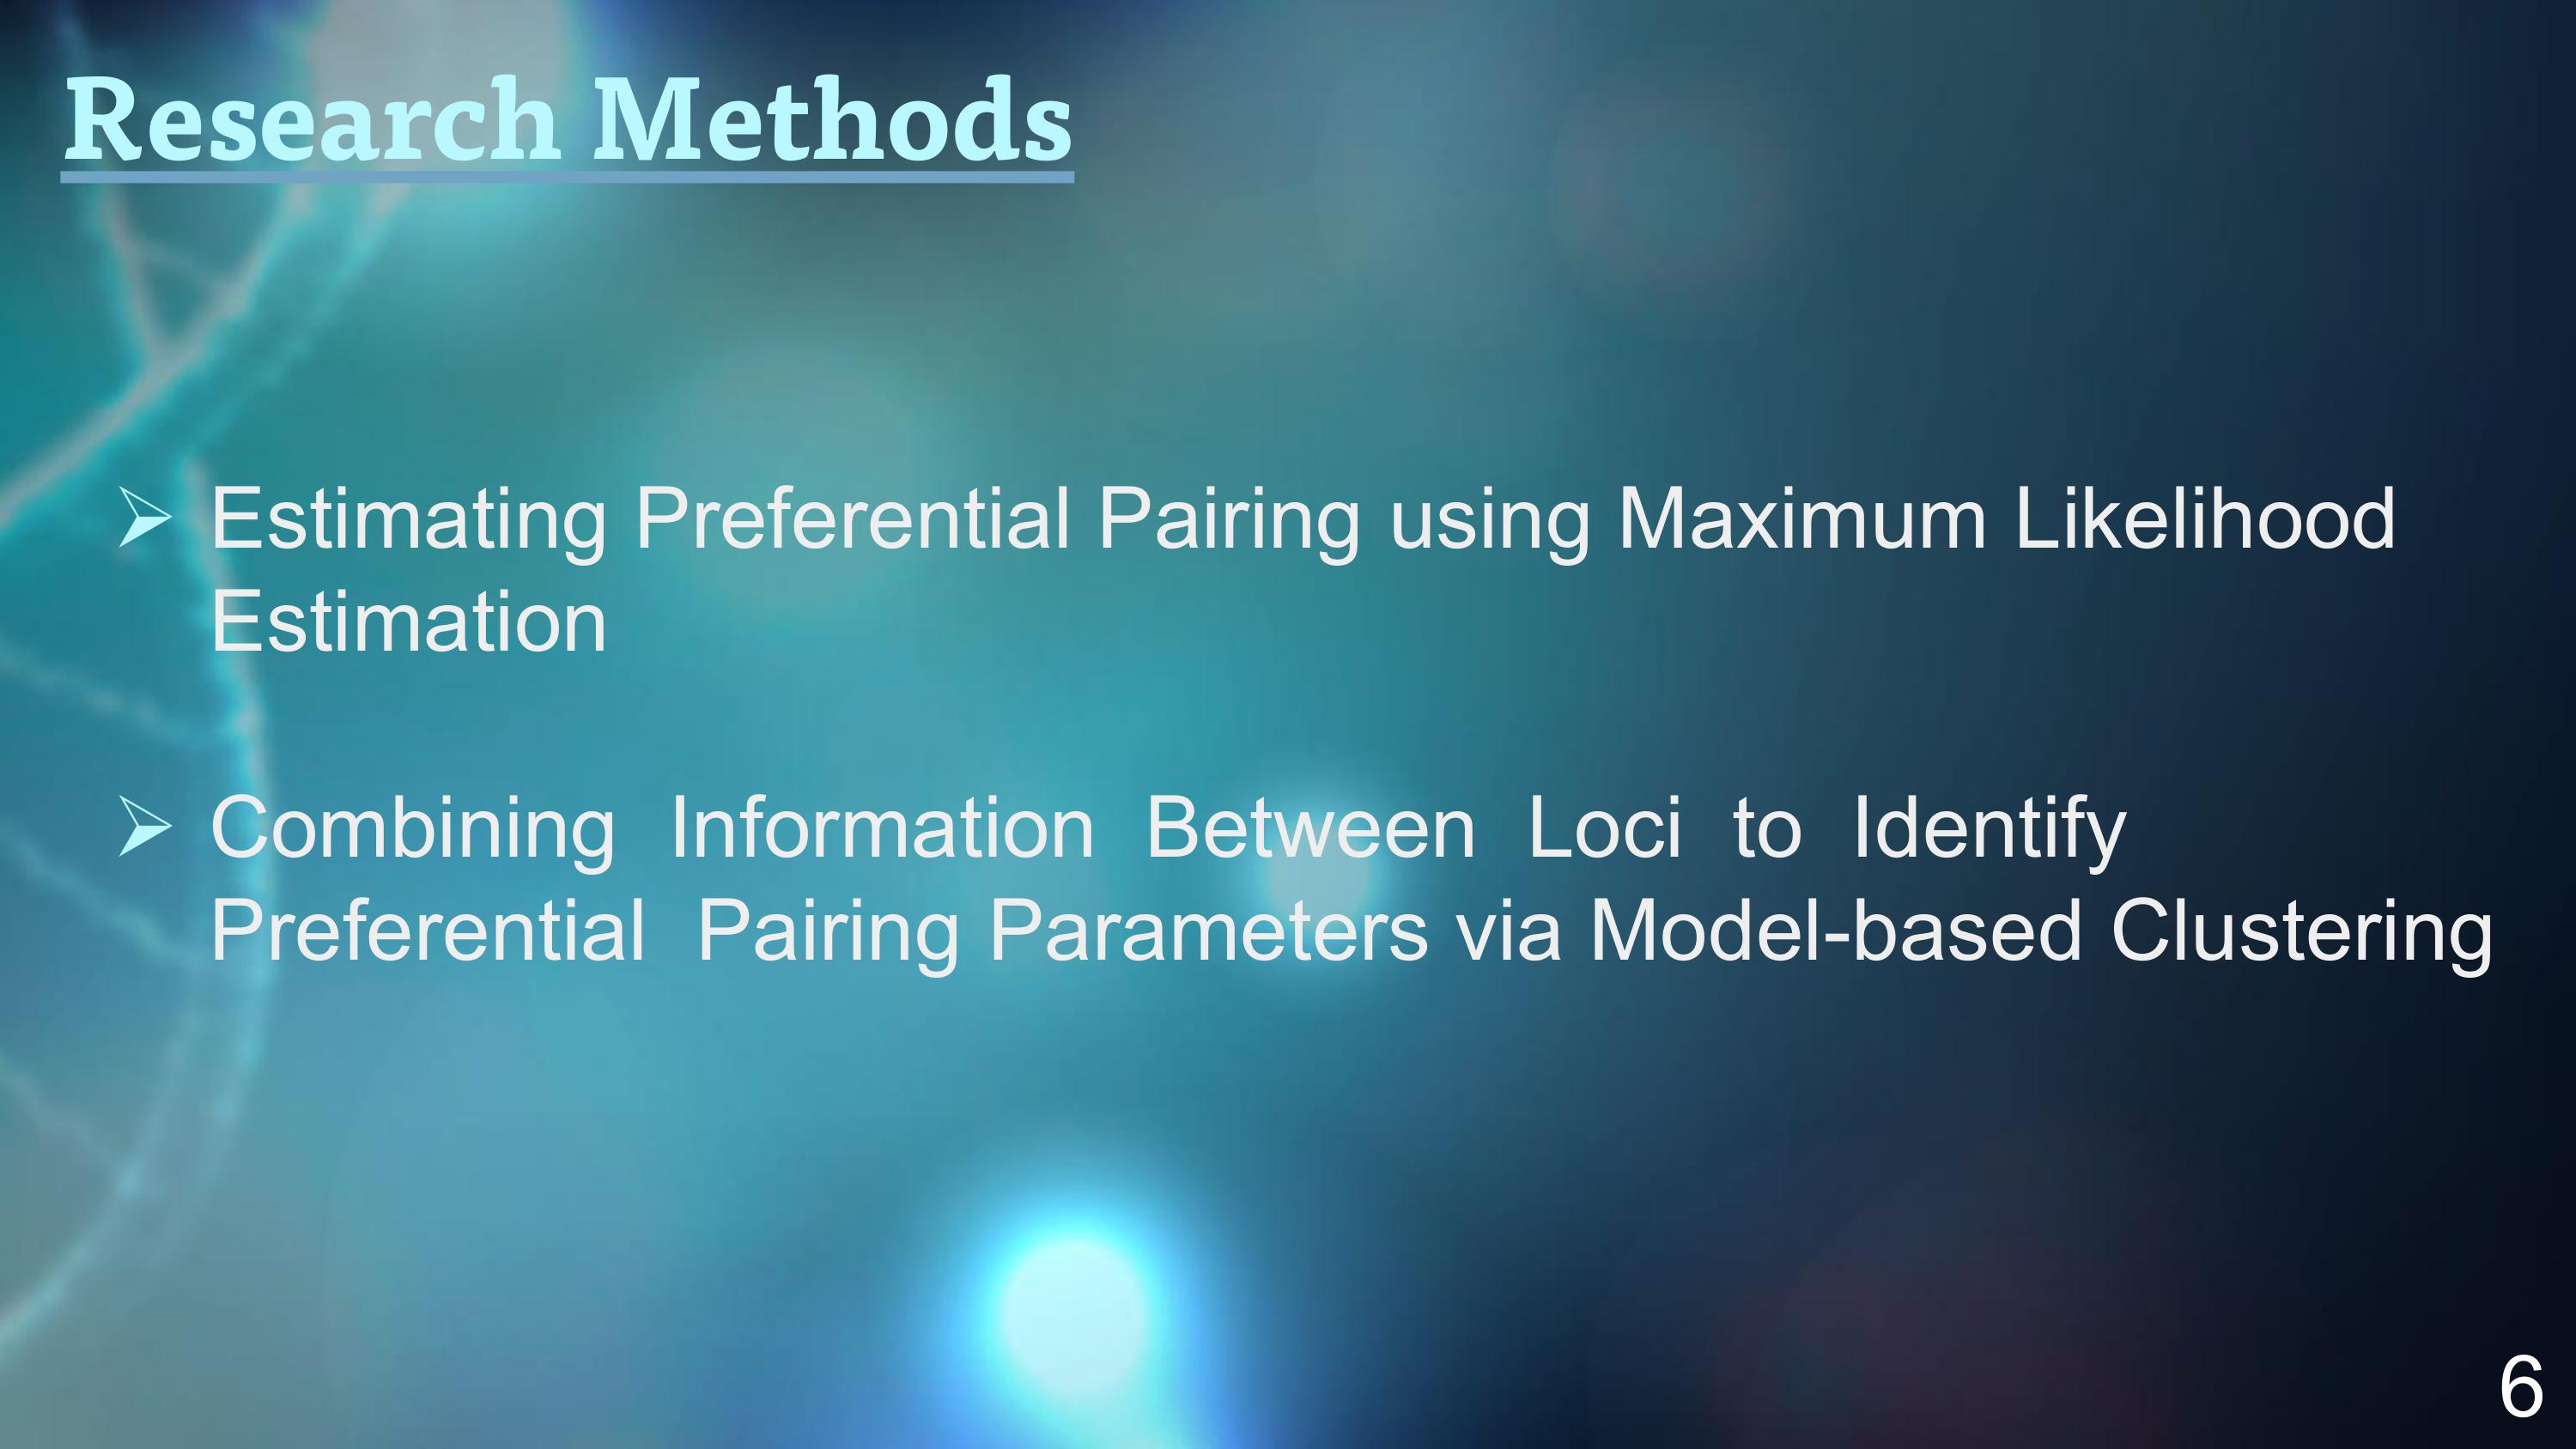 Research Methods
➢ Estimating Preferential Pairing using Maximum Likelihood
Estimation
➢ Combining Information Between Loci to Identify
Preferential Pairing Parameters via Model-based Clustering
6